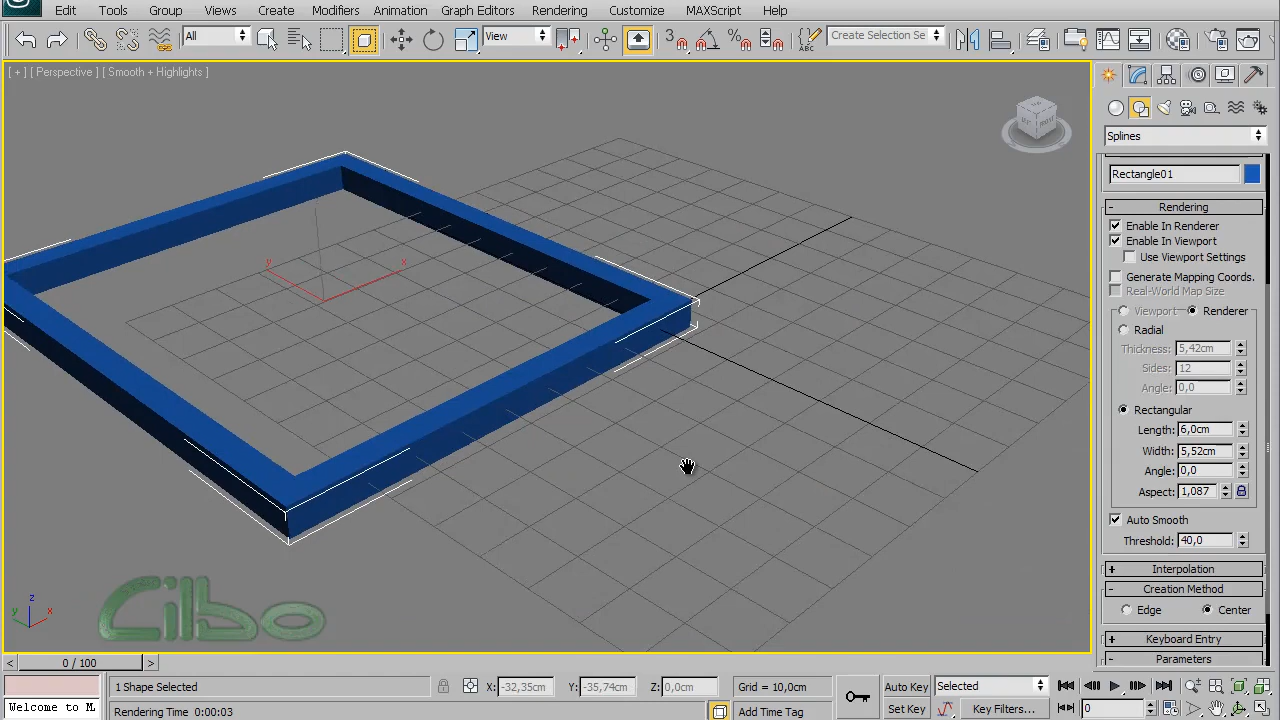 Edit Tools Group Views Create Modifiers Animation Graph Editors Rendering Customize MAXScript Help
All
View
3
%
ABC
Create Selection Se
[ + ] [ Perspective ] [ Smooth + Highlights ]
Splines
Rectangle01
- Rendering
Enable In Renderer
Enable In Viewport
Use Viewport Settings
Generate Mapping Coords.
Real-World Map Size
Viewport Renderer
Radial
Thickness: 5,42cm
Sides: 12
Angle: 0,0
Rectangular
Length: 6,0cm
Width: 5,52cm
Angle: 0,0
Aspect: 1,087
Auto Smooth
Threshold: 40,0
+ Interpolation
- Creation Method
Edge Center
+ Keyboard Entry
- Parameters
y x
z
y x
Cilbo
< 0 / 100 >
1 Shape Selected X: -32,35cm Y: -35,74cm Z: 0,0cm Grid = 10,0cm Auto Key Selected
Welcome to M. Rendering Time 0:00:03 Add Time Tag Set Key Key Filters... 0